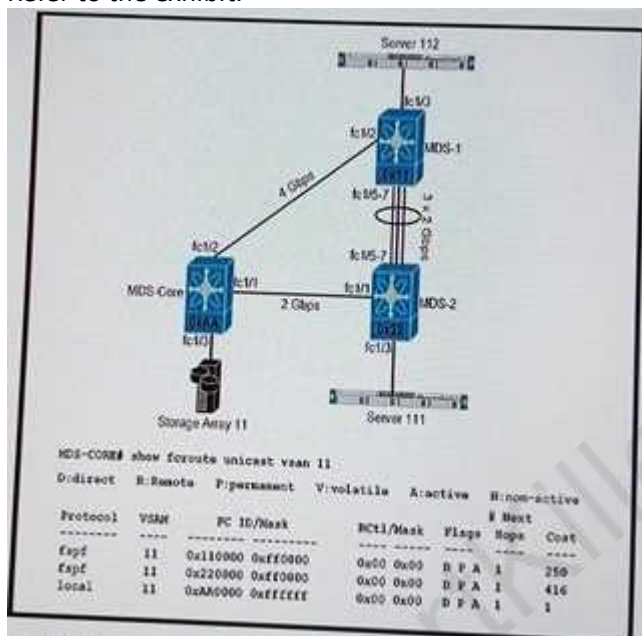 Refer to the exhibit.
Server 112
fc1/3
fc1/2
MDS-1
0x11
4 Gbps
fc1/5-7
3 x 2 Gbps
fc1/2
fc1/5-7
MDS-Core
fc1/1
2 Gbps
fc1/1
MDS-2
0xAA
0x22
fc1/3
fc1/3
Storage Array 11
Server 111
MDS-CORE# show fcroute unicast vsan 11
D:direct R:Remote P:permanent V:volatile A:active N:non-active
# Next
Protocol VSAN FC ID/Mask RCtl/Mask Flags Hops Cost
fspf 11 0x110000 0xff0000 0x00 0x00 D P A 1 250
fspf 11 0x220000 0xff0000 0x00 0x00 D P A 1 416
local 11 0xAA0000 0xffffff 0x00 0x00 D P A 1 1